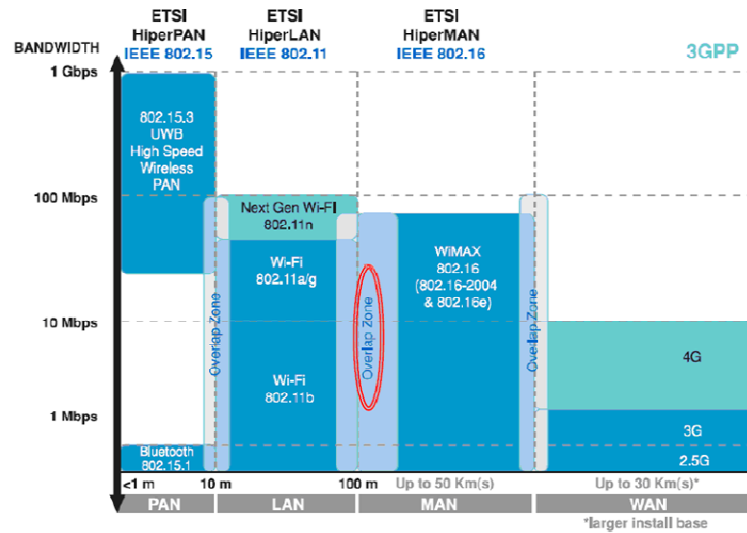 ETSI
HiperPAN
IEEE 802.15
ETSI
HiperLAN
IEEE 802.11
ETSI
HiperMAN
IEEE 802.16
BANDWIDTH
3GPP
1 Gbps
802.15.3
UWB
High Speed
Wireless
PAN
100 Mbps
Next Gen Wi-Fi
802.11n
Wi-Fi
802.11a/g
WiMAX
802.16
(802.16-2004
& 802.16e)
Overlap Zone
Overlap Zone
Overlap Zone
10 Mbps
4G
Wi-Fi
802.11b
1 Mbps
3G
Bluetooth
802.15.1
2.5G
<1 m
10 m
100 m
Up to 50 Km(s)
Up to 30 Km(s)*
PAN
LAN
MAN
WAN
*larger install base